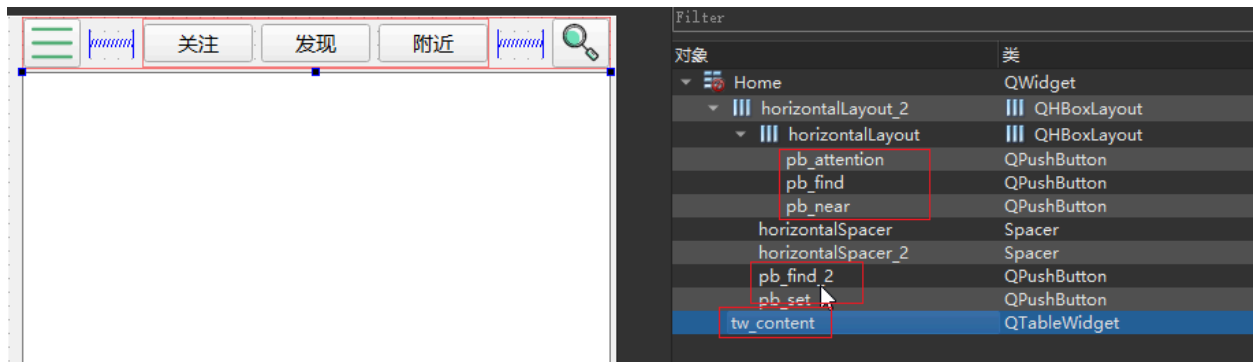 关注 发现 附近
Filter
对象 类
Home QWidget
horizontalLayout_2 QHBoxLayout
horizontalLayout QHBoxLayout
pb_attention QPushButton
pb_find QPushButton
pb_near QPushButton
horizontalSpacer Spacer
horizontalSpacer_2 Spacer
pb_find_2 QPushButton
pb_set QPushButton
tw_content QTableWidget